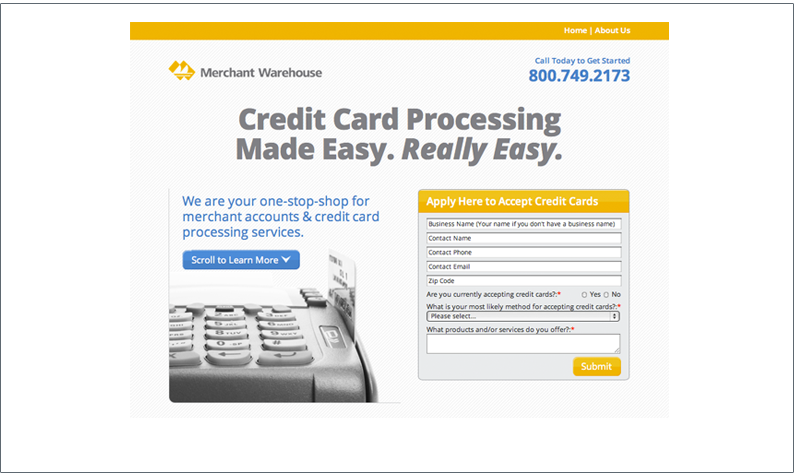 Home | About Us
Merchant Warehouse
Call Today to Get Started
800.749.2173
Credit Card Processing
Made Easy. Really Easy.
We are your one-stop-shop for
merchant accounts & credit card
processing services.
Scroll to Learn More
Apply Here to Accept Credit Cards
Business Name (Your name if you don't have a business name)
Contact Name
Contact Phone
Contact Email
Zip Code
Are you currently accepting credit cards?:* Yes No
What is your most likely method for accepting credit cards?:*
Please select...
What products and/or services do you offer?:*
Submit